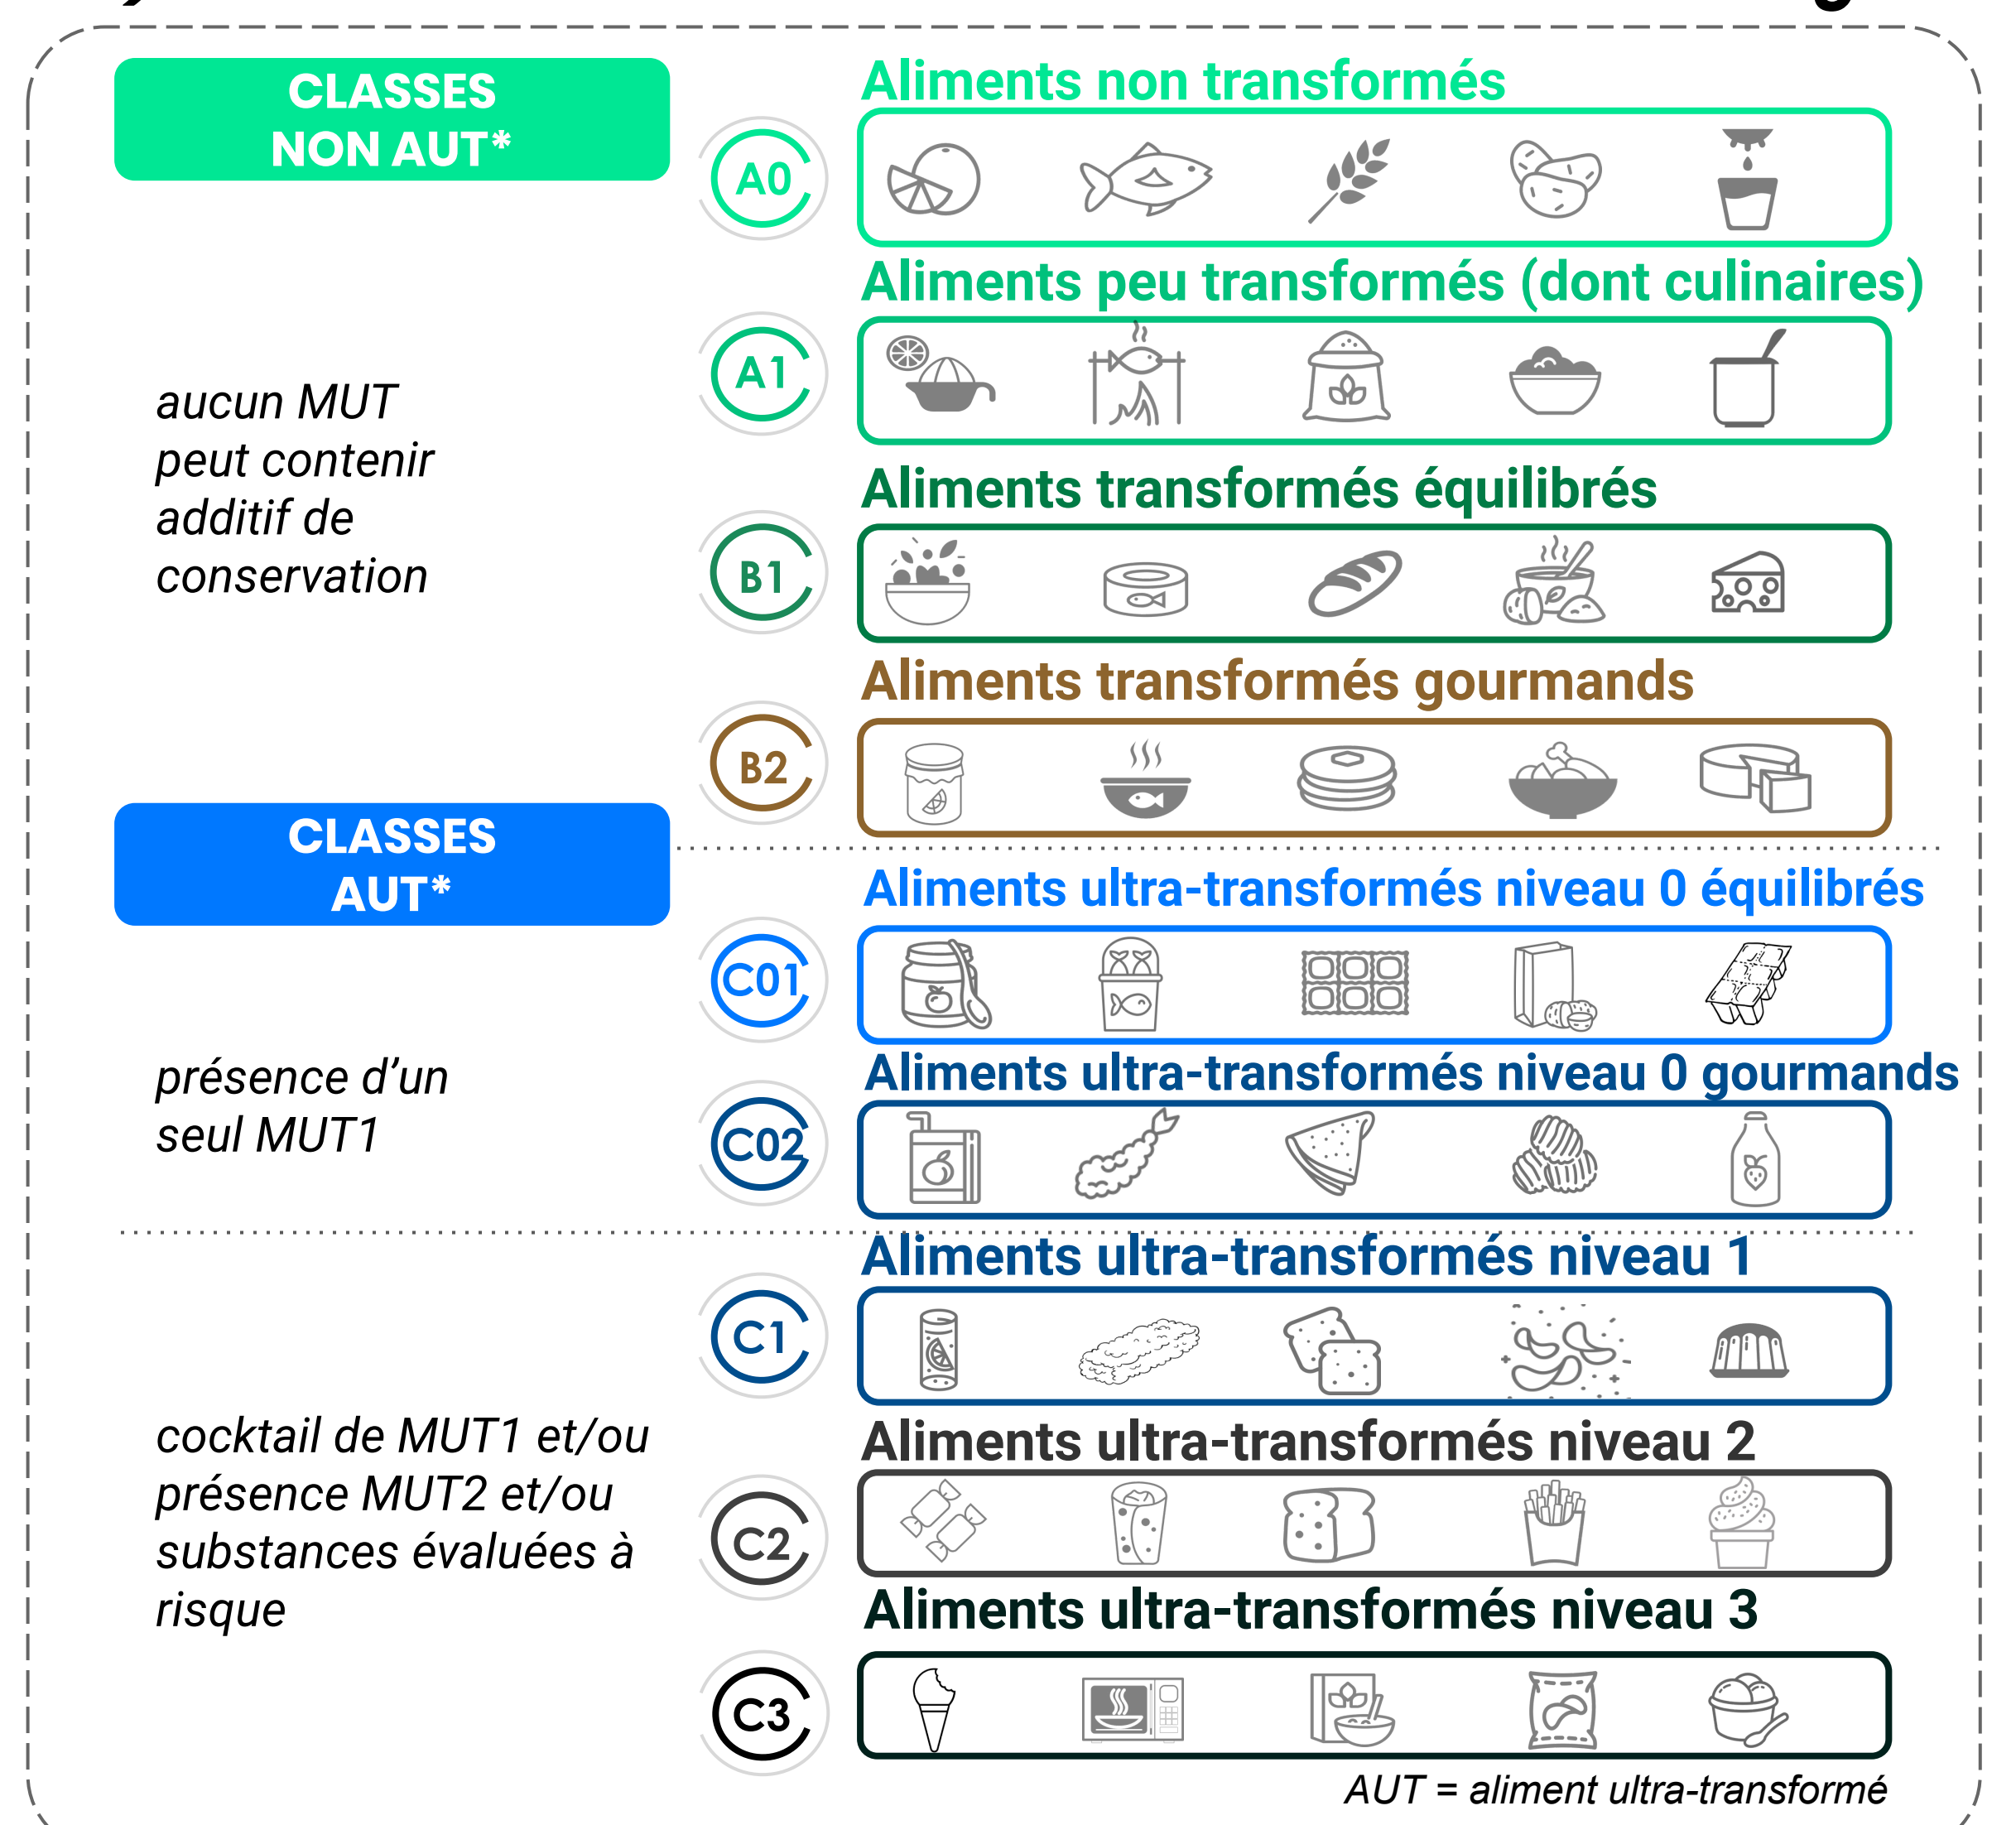 CLASSES
NON AUT*
Aliments non transformés
A0
Aliments peu transformés (dont culinaires)
A1
aucun MUT
peut contenir
additif de
conservation
Aliments transformés équilibrés
B1
Aliments transformés gourmands
B2
CLASSES
AUT*
Aliments ultra-transformés niveau 0 équilibrés
C01
présence d'un
seul MUT1
Aliments ultra-transformés niveau 0 gourmands
C02
Aliments ultra-transformés niveau 1
C1
cocktail de MUT1 et/ou
présence MUT2 et/ou
substances évaluées à
risque
Aliments ultra-transformés niveau 2
C2
Aliments ultra-transformés niveau 3
C3
AUT = aliment ultra-transformé